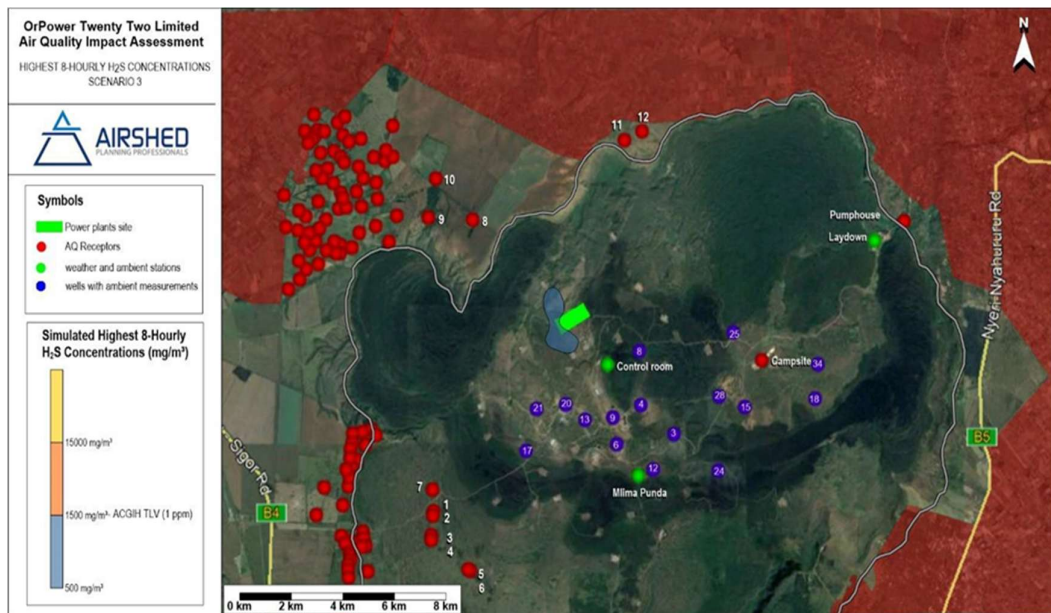 OrPower Twenty Two Limited
Air Quality Impact Assessment
HIGHEST 8-HOURLY H2S CONCENTRATIONS
SCENARIO 3
AIRSHED
PLANNING PROFESSIONALS
Symbols
Power plants site
AQ Receptors
weather and ambient stations
wells with ambient measurements
Simulated Highest 8-Hourly
H₂S Concentrations (mg/m³)
15000 mg/m³
1500 mg/m³- ACGIH TLV (1 ppm)
500 mg/m³
N
12
11
10
9
8
Pumphouse
Laydown
Nyeri Nyahururu Rd
25
8
Control room
Campsite
34
28
18
15
21
20
13
9
4
3
6
17
12
24
Mlima Punda
B5
Sigor Rd
B4
7
1
2
3
4
5
6
0 km
2 km
4 km
6 km
8 km